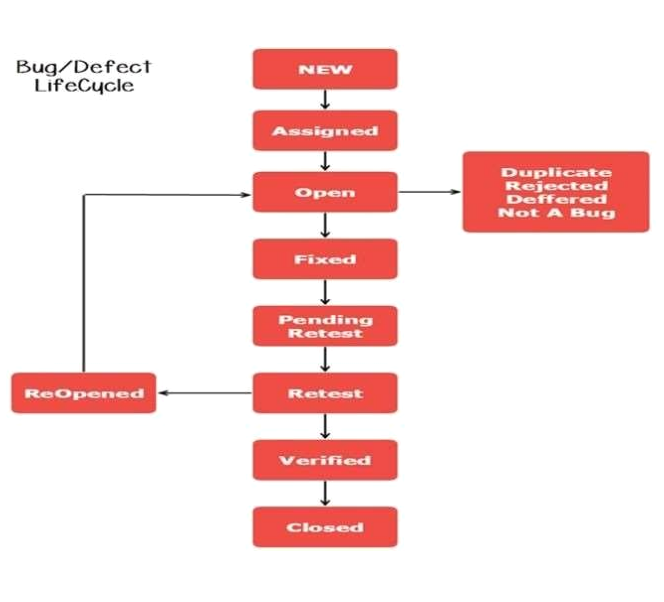 Bug/Defect
LifeCycle
NEW
Assigned
Open
Duplicate
Rejected
Deffered
Not A Bug
Fixed
Pending
Retest
ReOpened
Retest
Verified
Closed